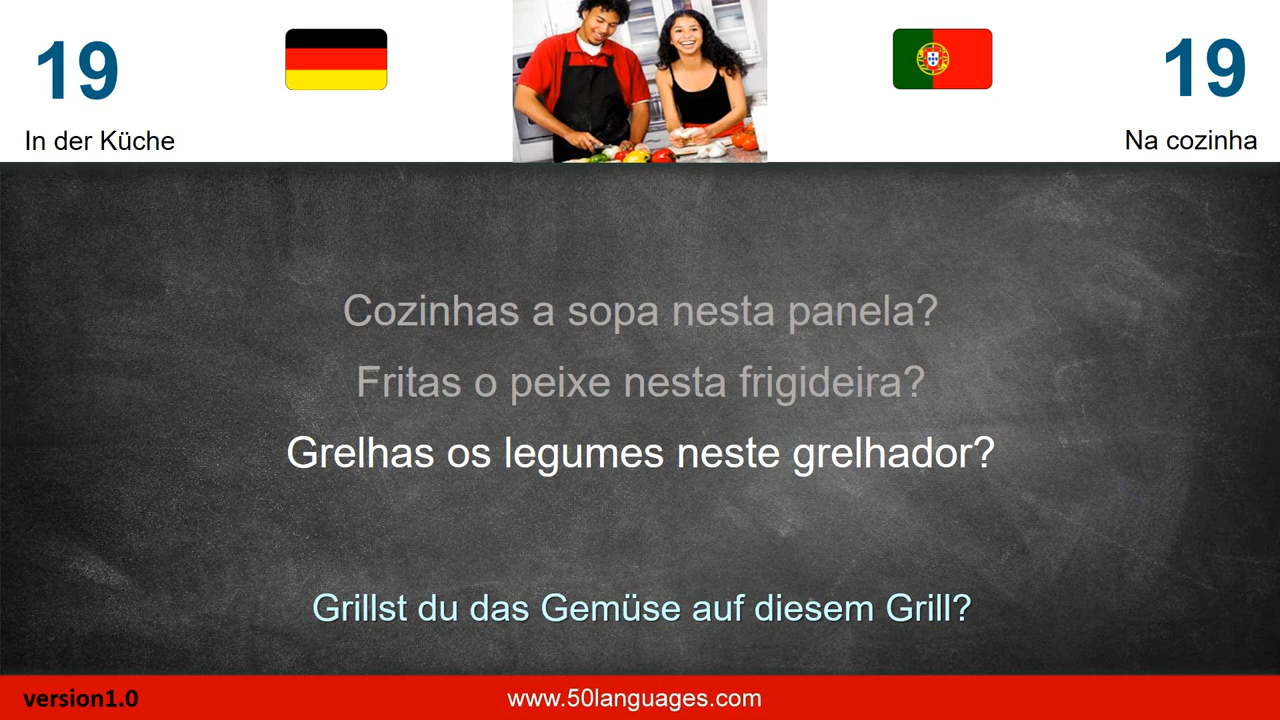 19
19
In der Küche
Na cozinha
Cozinhas a sopa nesta panela?
Fritas o peixe nesta frigideira?
Grelhas os legumes neste grelhador?
Grillst du das Gemüse auf diesem Grill?
version1.0
www.50languages.com